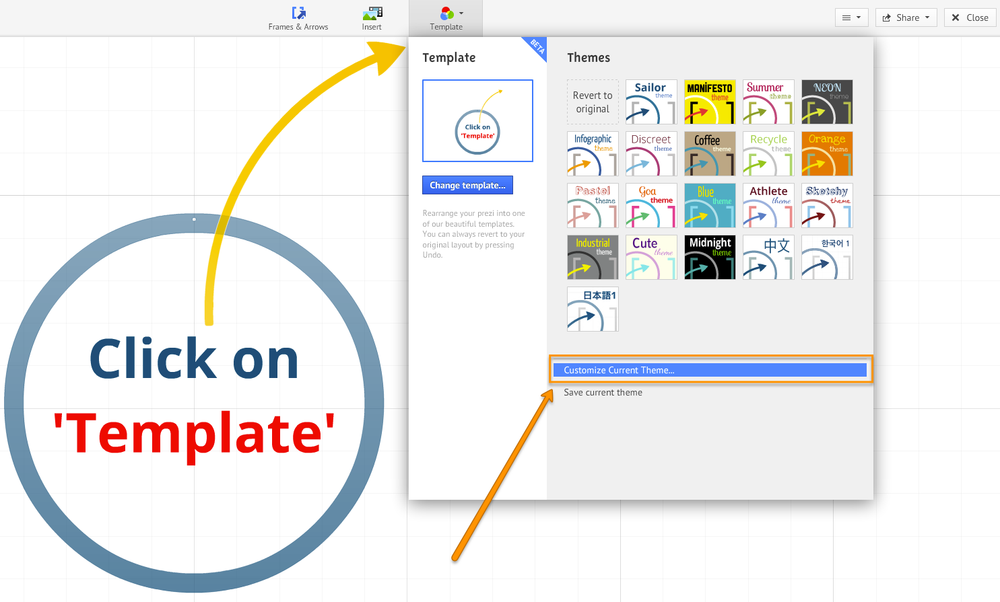 Frames & Arrows
Insert
Template
Share
Close
Template
BETA
Click on
'Template'
Change template...
Rearrange your prezi into one
of our beautiful templates.
You can always revert to your
original layout by pressing
Undo.
Themes
Revert to
original
Sailor
theme
MANIFESTO
theme
Summer
theme
NEON
theme
Infographic
theme
Discreet
theme
Coffee
theme
Recycle
theme
Orange
theme
Pastel
theme
Goa
theme
Blue
theme
Athlete
theme
Sketchy
theme
Industrial
theme
Cute
theme
Midnight
theme
中文
한국어 1
日本語1
Customize Current Theme...
Save current theme
Click on
'Template'